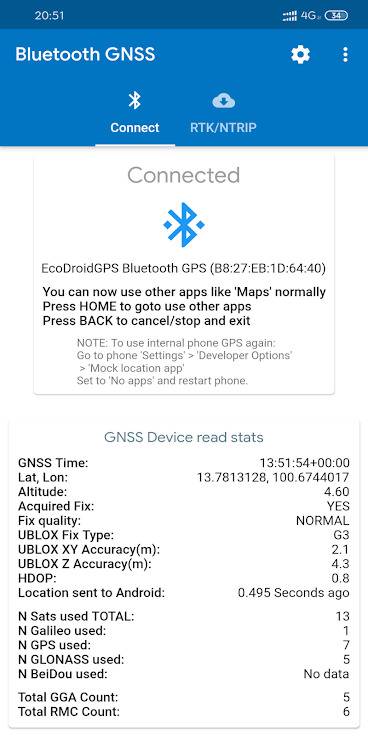 20:51
4G
34
Bluetooth GNSS
Connect
RTK/NTRIP
Connected
EcoDroidGPS Bluetooth GPS (B8:27:EB:1D:64:40)
You can now use other apps like 'Maps' normally
Press HOME to goto use other apps
Press BACK to cancel/stop and exit
NOTE: To use internal phone GPS again:
Go to phone 'Settings' > 'Developer Options'
> 'Mock location app'
Set to 'No apps' and restart phone.
GNSS Device read stats
GNSS Time: 13:51:54+00:00
Lat, Lon: 13.7813128, 100.6744017
Altitude: 4.60
Acquired Fix: YES
Fix quality: NORMAL
UBLOX Fix Type: G3
UBLOX XY Accuracy(m): 2.1
UBLOX Z Accuracy(m): 4.3
HDOP: 0.8
Location sent to Android: 0.495 Seconds ago
N Sats used TOTAL: 13
N Galileo used: 1
N GPS used: 7
N GLONASS used: 5
N BeiDou used: No data
Total GGA Count: 5
Total RMC Count: 6